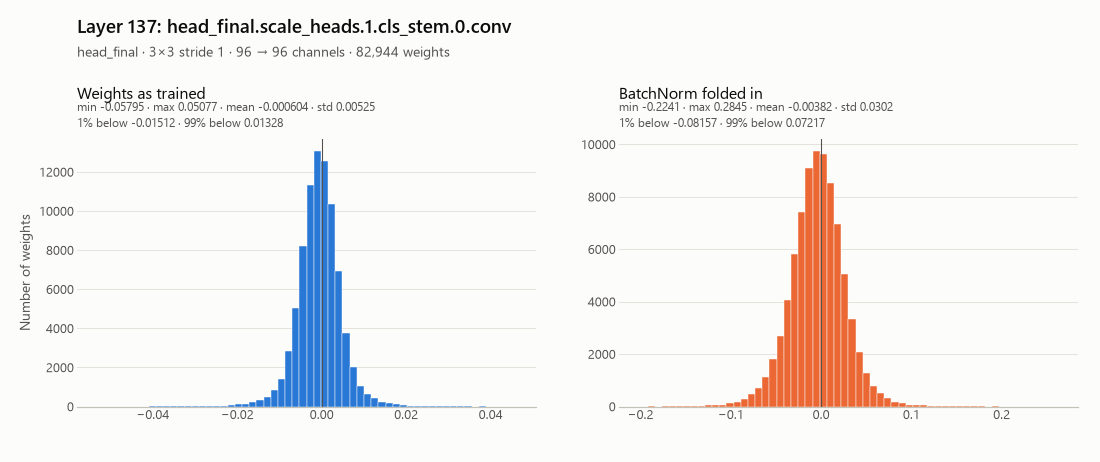 Layer 137: head_final.scale_heads.1.cls_stem.0.conv
head_final · 3×3 stride 1 · 96 → 96 channels · 82,944 weights
Weights as trained
min -0.05795 · max 0.05077 · mean -0.000604 · std 0.00525
1% below -0.01512 · 99% below 0.01328
Number of weights
12000
10000
8000
6000
4000
2000
0
−0.04 −0.02 0.00 0.02 0.04
BatchNorm folded in
min -0.2241 · max 0.2845 · mean -0.00382 · std 0.0302
1% below -0.08157 · 99% below 0.07217
10000
8000
6000
4000
2000
0
−0.2 −0.1 0.0 0.1 0.2